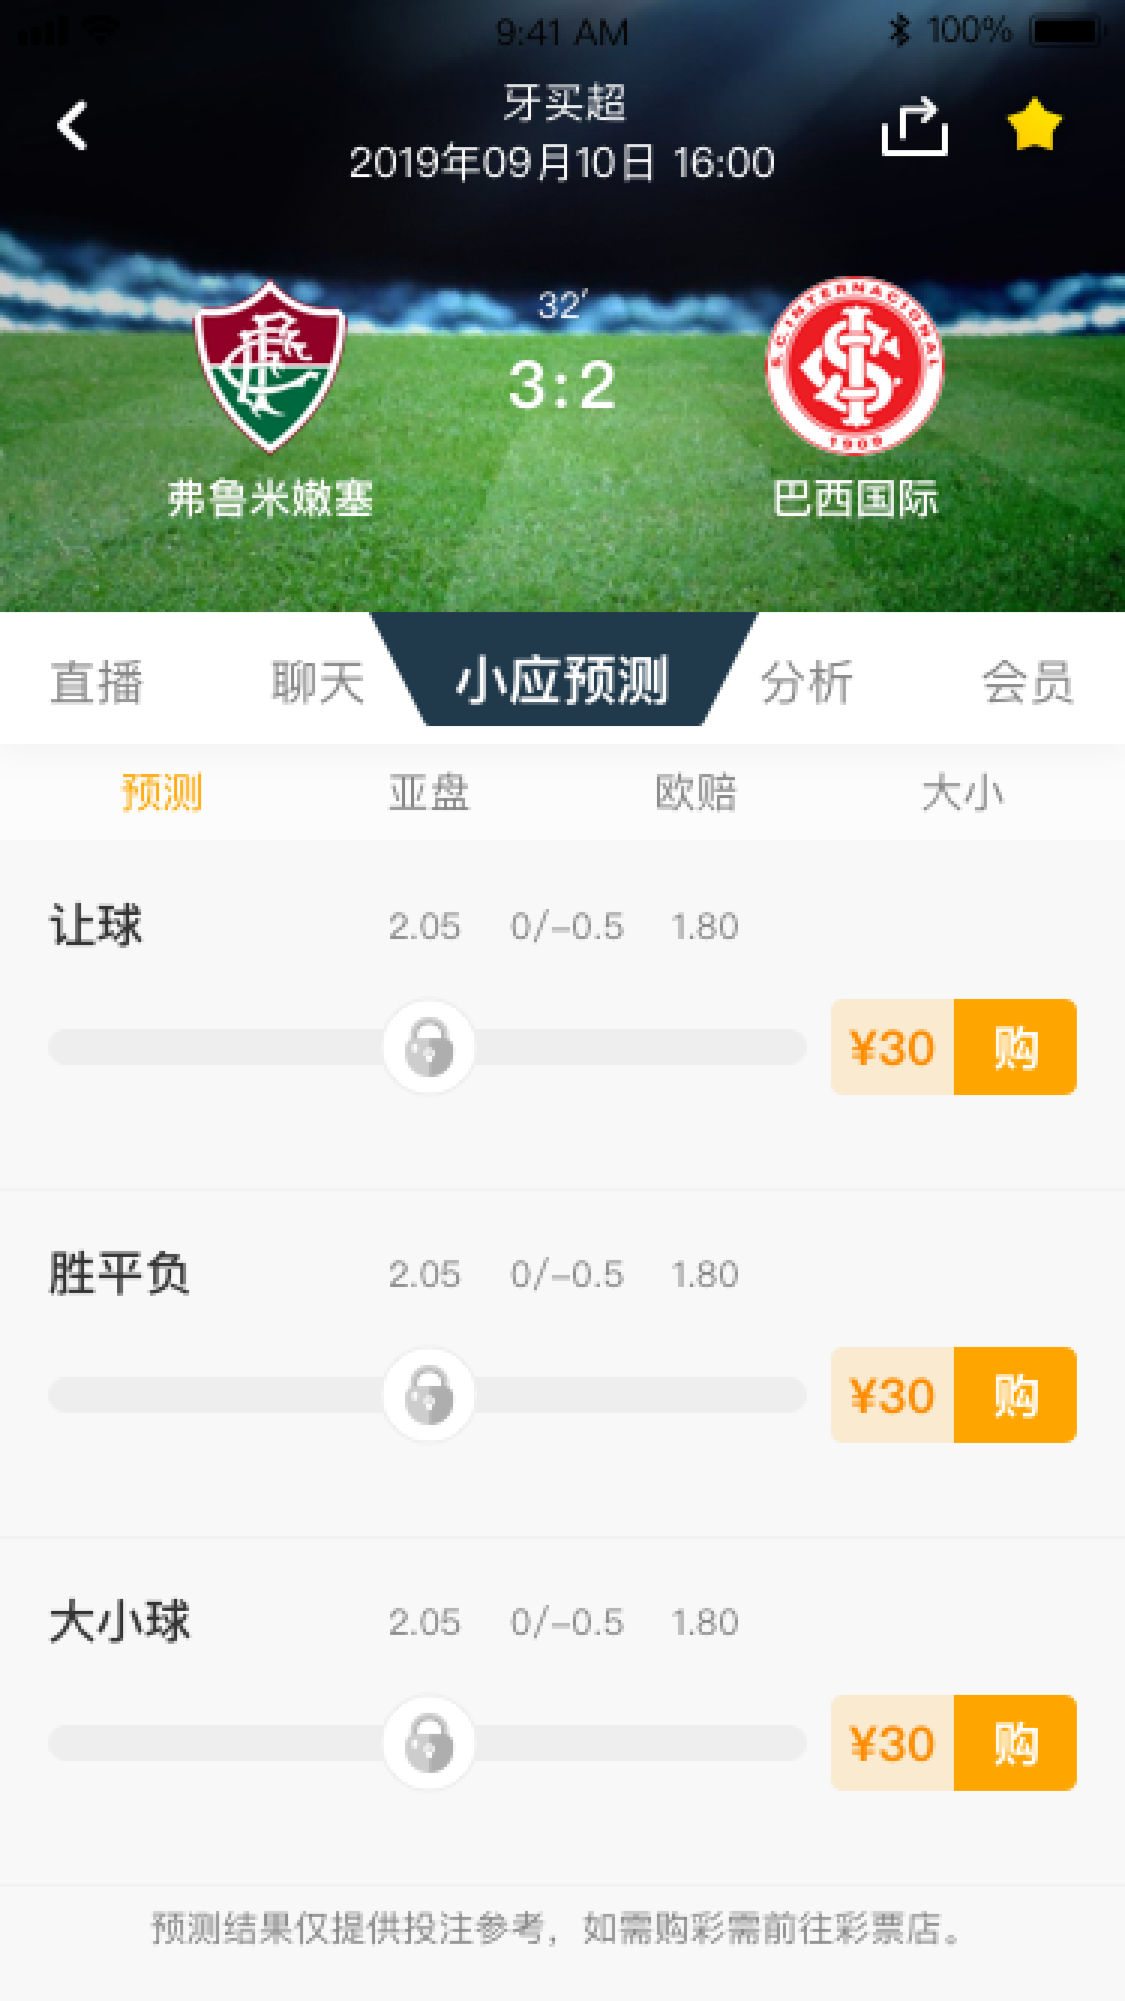 9:41 AM
100%
牙买超
2019年09月10日 16:00
32'
3:2
S.C.INTERNACIONAL
1909
弗鲁米嫩塞
巴西国际
直播
聊天
小应预测
分析
会员
预测
亚盘
欧赔
大小
让球
2.05 0/-0.5 1.80
¥30 购
胜平负
2.05 0/-0.5 1.80
¥30 购
大小球
2.05 0/-0.5 1.80
¥30 购
预测结果仅提供投注参考，如需购彩需前往彩票店。